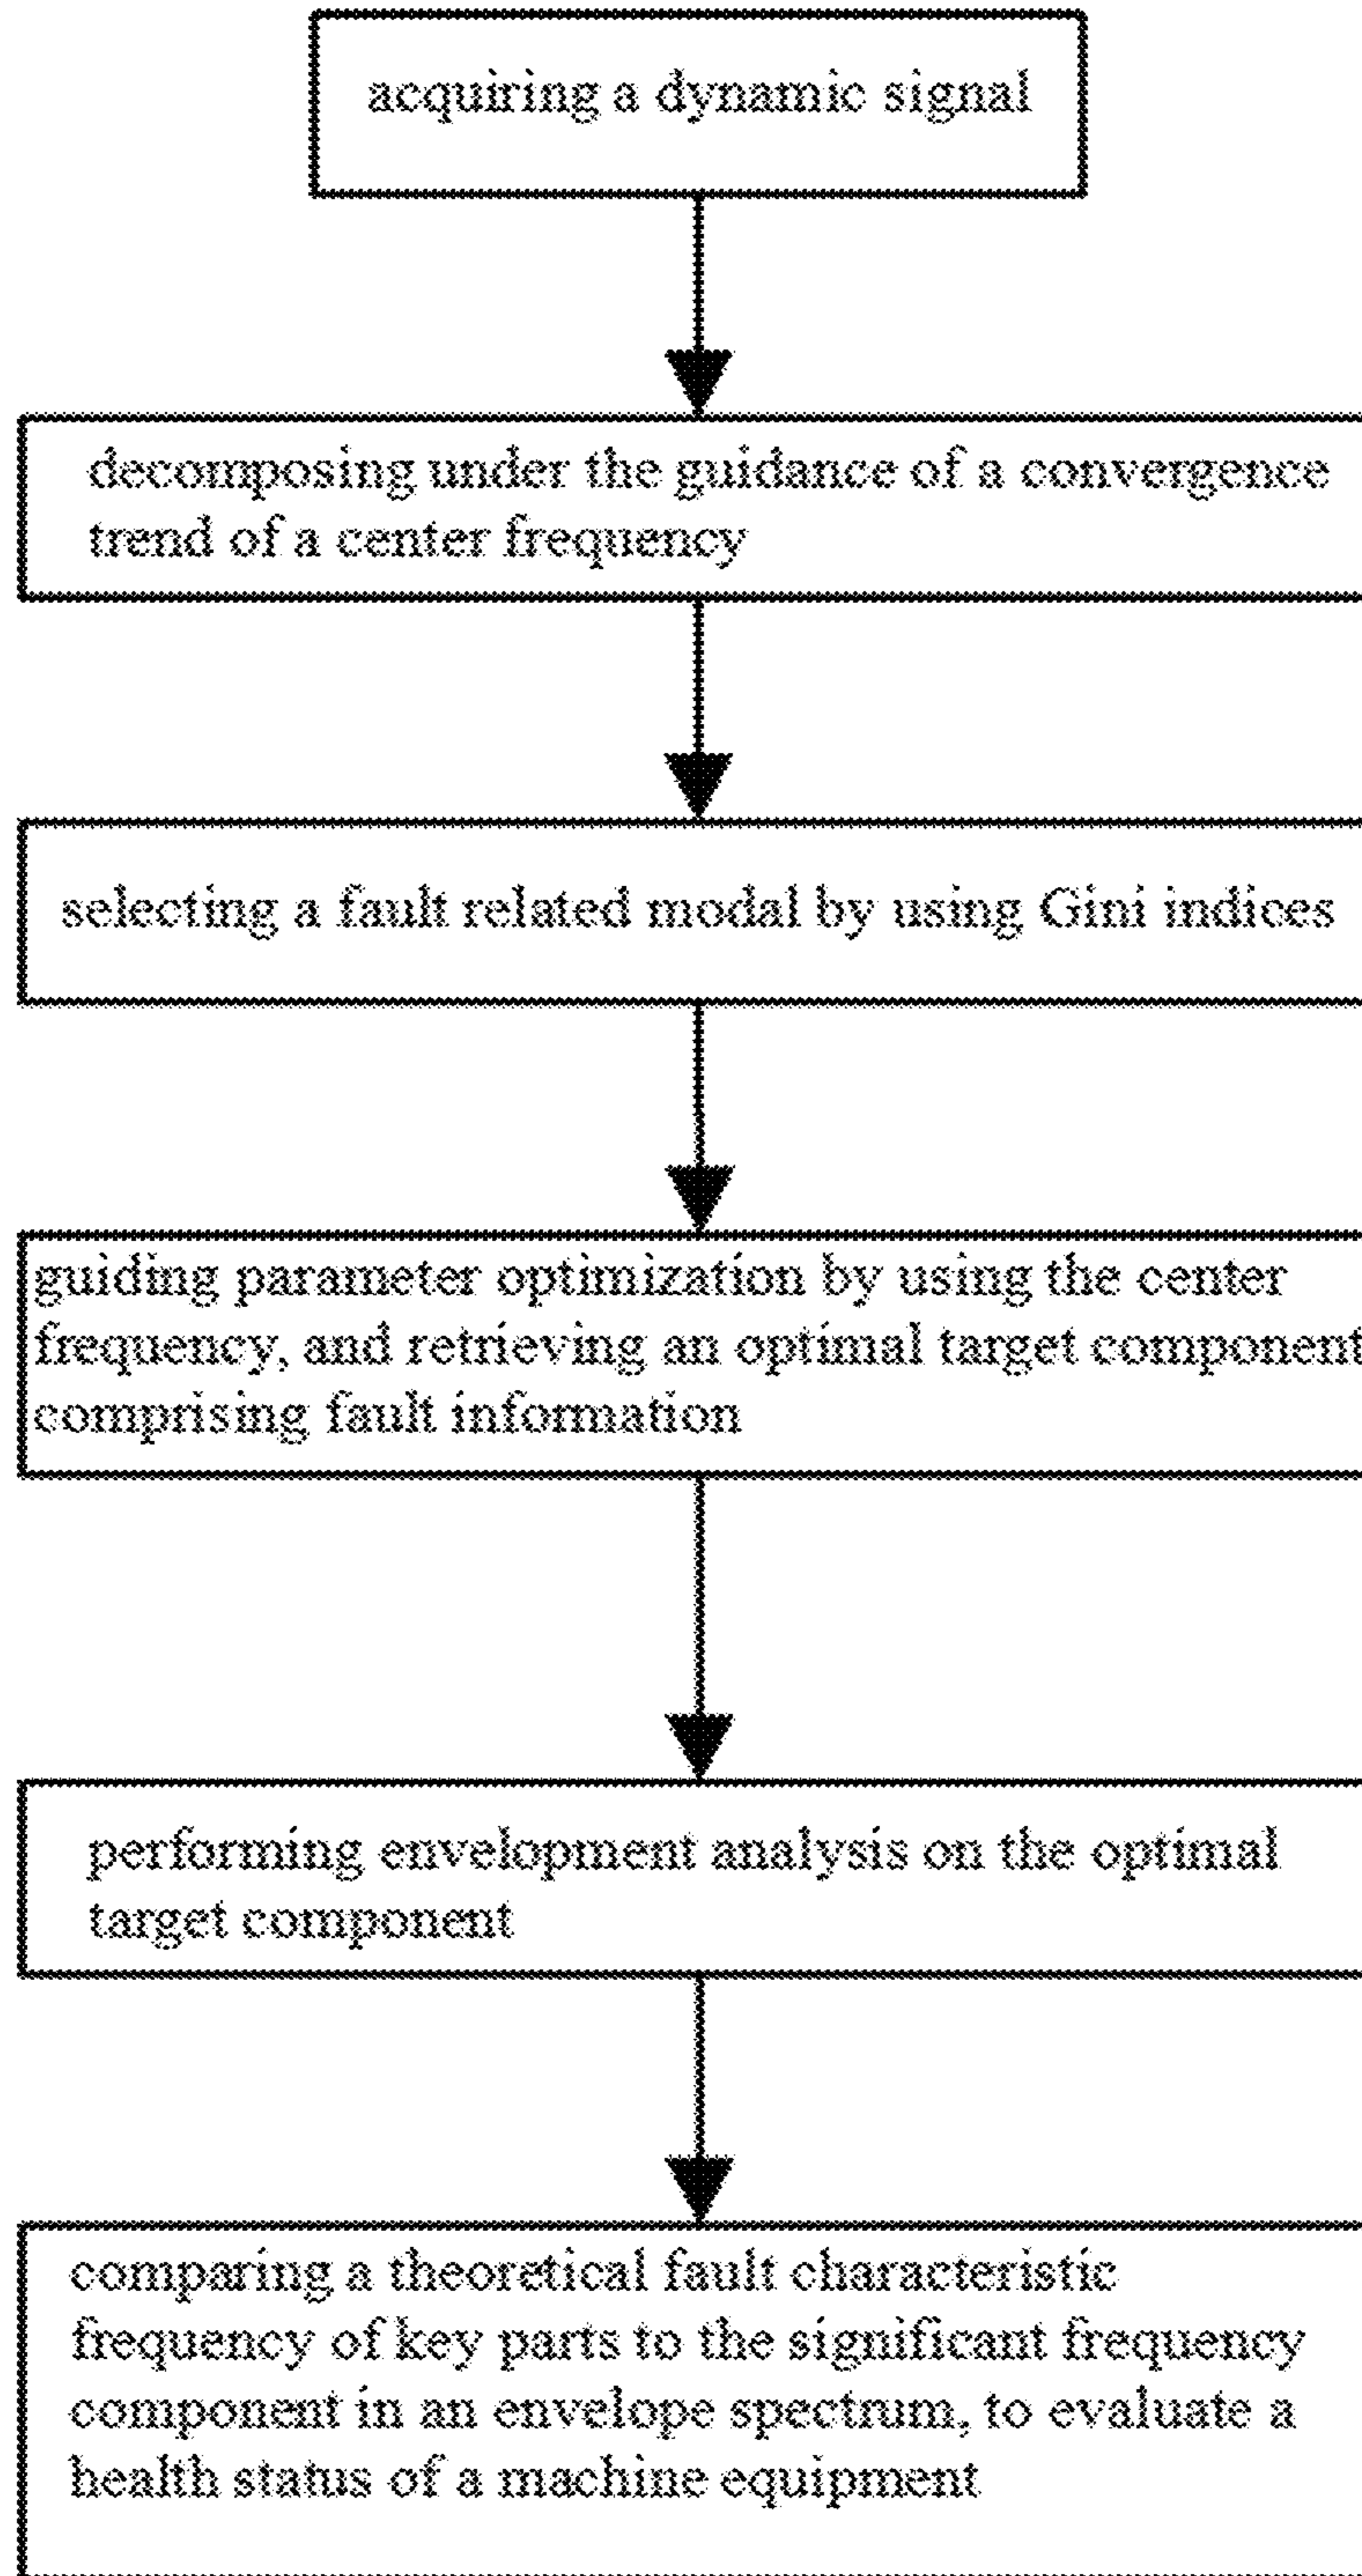 acquiring a dynamic signal
decomposing under the guidance of a convergence
trend of a center frequency
selecting a fault related modal by using Gini indices
guiding parameter optimization by using the center
frequency, and retrieving an optimal target component
comprising fault information
performing envelopment analysis on the optimal
target component
comparing a theoretical fault characteristic
frequency of key parts to the significant frequency
component in an envelope spectrum, to evaluate a
health status of a machine equipment